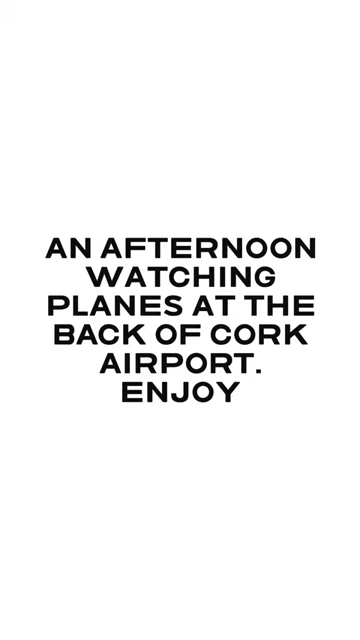 AN AFTERNOON
WATCHING
PLANES AT THE
BACK OF CORK
AIRPORT.
ENJOY